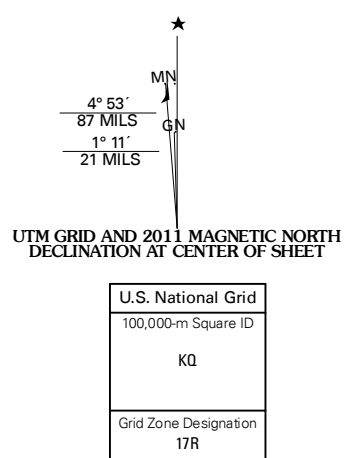 ★
MN
4° 53´
87 MILS
GN
1° 11´
21 MILS
UTM GRID AND 2011 MAGNETIC NORTH
DECLINATION AT CENTER OF SHEET
U.S. National Grid
100,000-m Square ID
KQ
Grid Zone Designation
17R